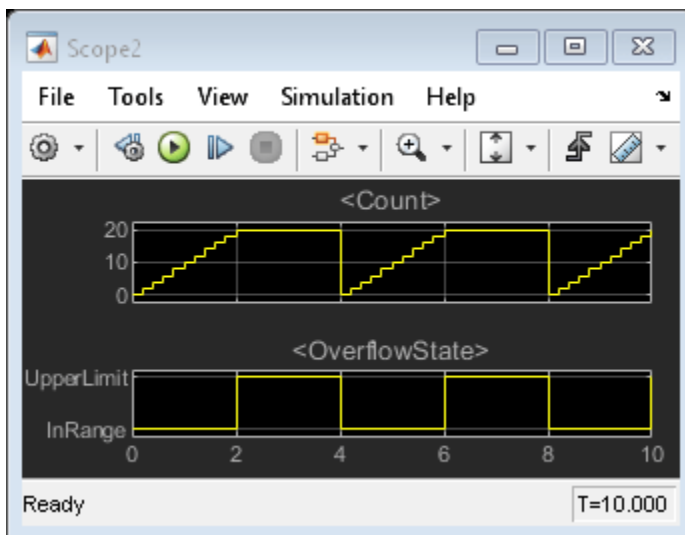 Scope2
File Tools View Simulation Help
<Count>
20
10
0
<OverflowState>
UpperLimit
InRange
0 2 4 6 8 10
Ready T=10.000